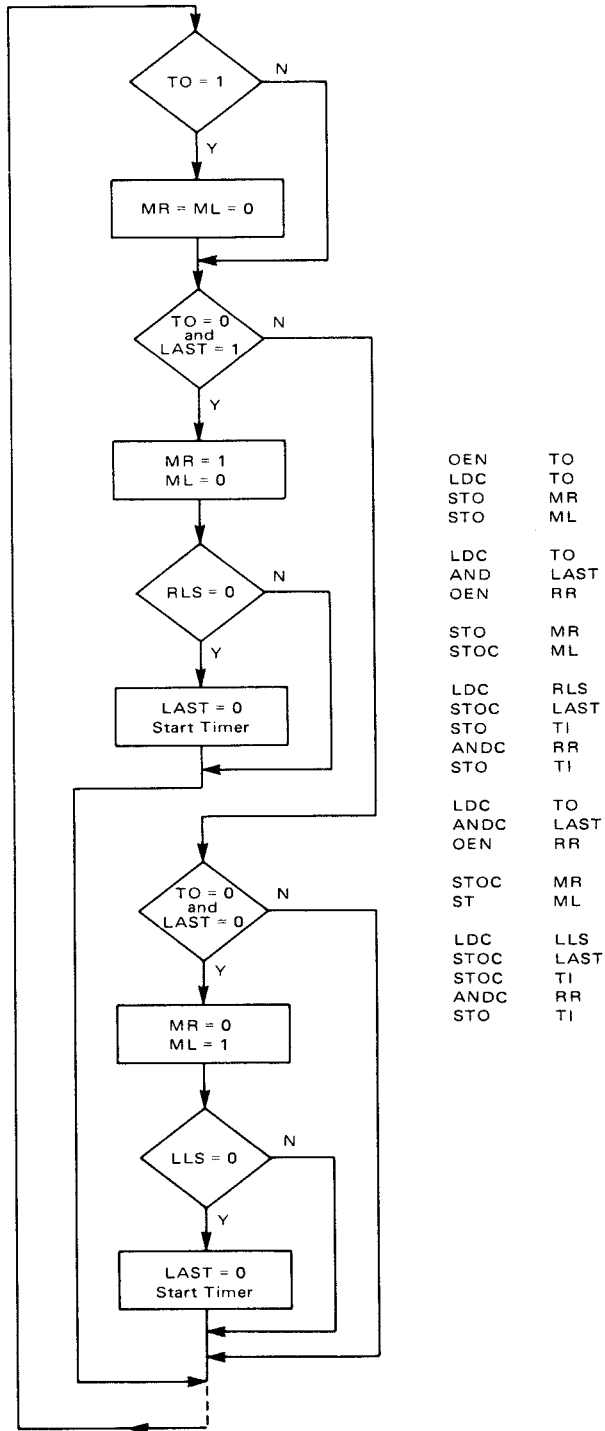 TO = 1
N
Y
MR = ML = 0
TO = 0
and
LAST = 1
N
Y
MR = 1
ML = 0
RLS = 0
N
Y
LAST = 0
Start Timer
TO = 0
and
LAST = 0
N
Y
MR = 0
ML = 1
LLS = 0
N
Y
LAST = 0
Start Timer
OEN TO
LDC TO
STO MR
STO ML
LDC TO
AND LAST
OEN RR
STO MR
STOC ML
LDC RLS
STOC LAST
STO TI
ANDC RR
STO TI
LDC TO
ANDC LAST
OEN RR
STOC MR
ST ML
LDC LLS
STOC LAST
STOC TI
ANDC RR
STO TI